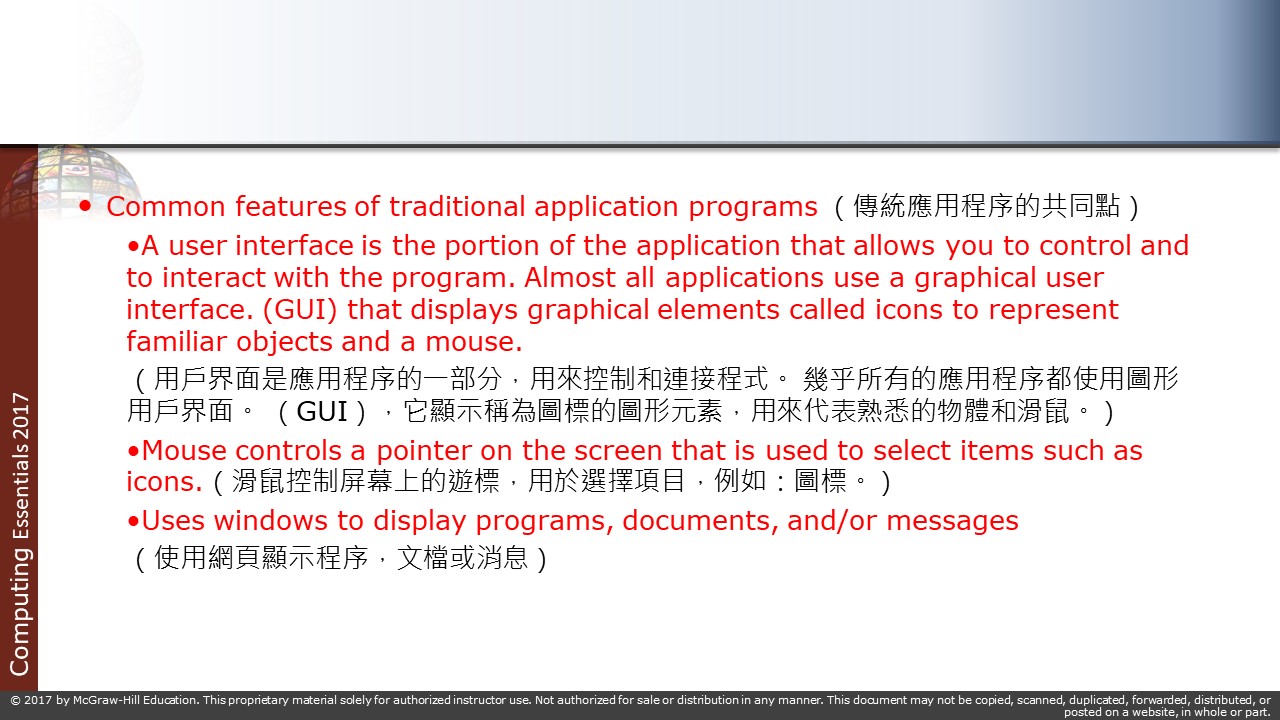 • Common features of traditional application programs （傳統應用程序的共同點）
•A user interface is the portion of the application that allows you to control and
to interact with the program. Almost all applications use a graphical user
interface. (GUI) that displays graphical elements called icons to represent
familiar objects and a mouse.
（用戶界面是應用程序的一部分，用來控制和連接程式。 幾乎所有的應用程序都使用圖形
用戶界面。 （GUI），它顯示稱為圖標的圖形元素，用來代表熟悉的物體和滑鼠。）
•Mouse controls a pointer on the screen that is used to select items such as
icons.（滑鼠控制屏幕上的遊標，用於選擇項目，例如：圖標。）
•Uses windows to display programs, documents, and/or messages
（使用網頁顯示程序，文檔或消息）
Computing Essentials 2017
© 2017 by McGraw-Hill Education. This proprietary material solely for authorized instructor use. Not authorized for sale or distribution in any manner. This document may not be copied, scanned, duplicated, forwarded, distributed, or
posted on a website, in whole or part.